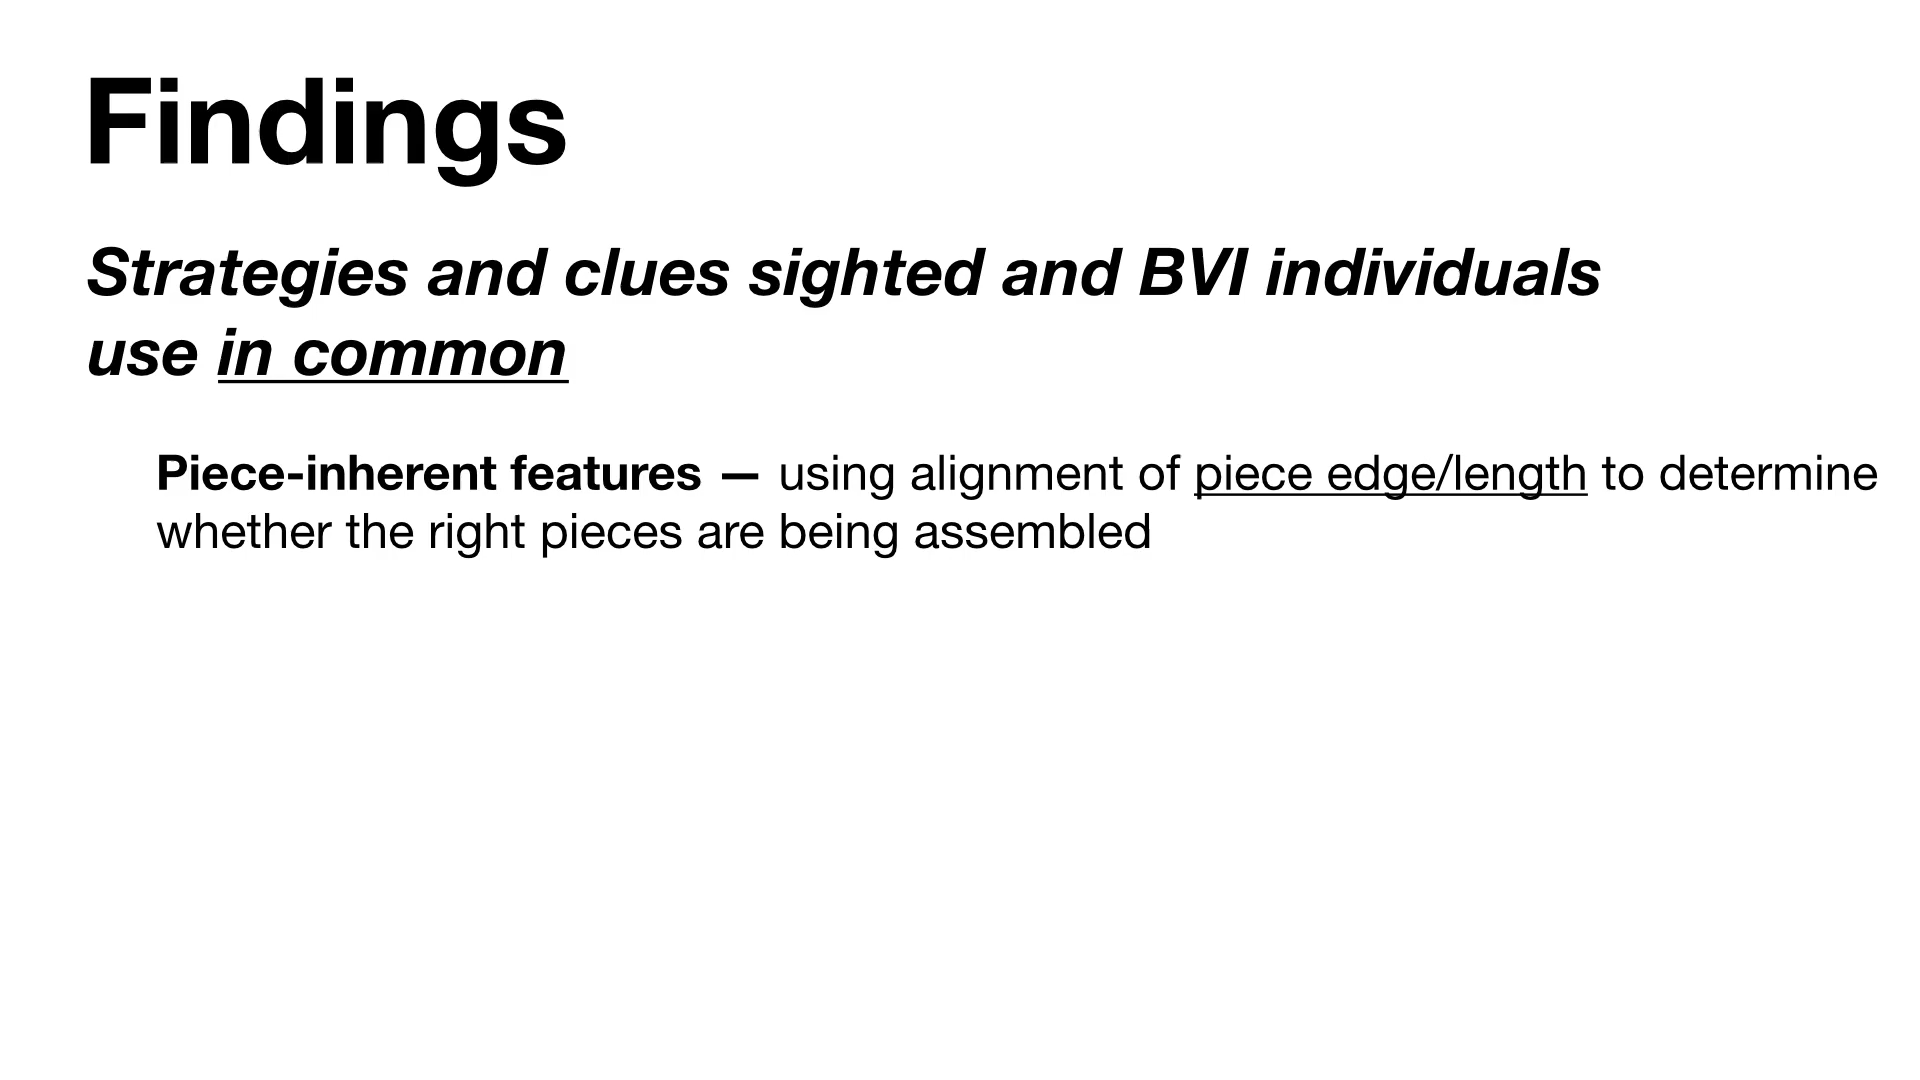 Findings
Strategies and clues sighted and BVI individuals
use in common
Piece-inherent features — using alignment of piece edge/length to determine
whether the right pieces are being assembled